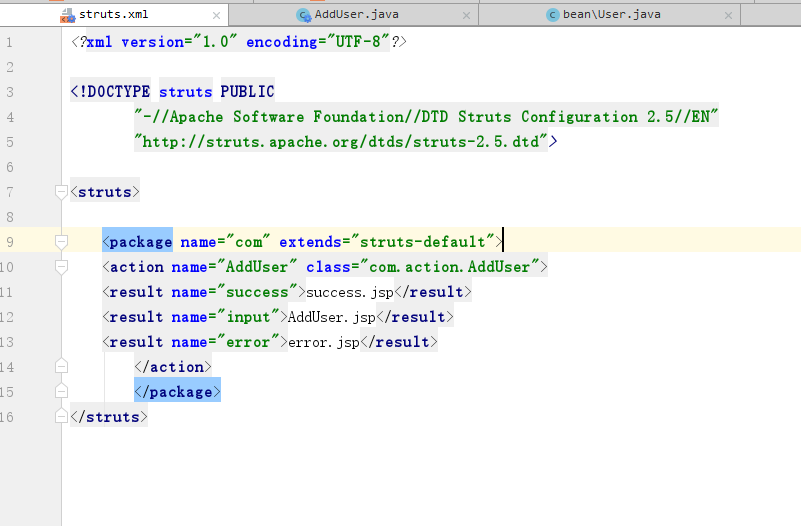 struts.xml AddUser.java bean\User.java
1 <?xml version="1.0" encoding="UTF-8"?>
2
3 <!DOCTYPE struts PUBLIC
4 "-//Apache Software Foundation//DTD Struts Configuration 2.5//EN"
5 "http://struts.apache.org/dtds/struts-2.5.dtd">
6
7 <struts>
8
9 <package name="com" extends="struts-default">
10 <action name="AddUser" class="com.action.AddUser">
11 <result name="success">success.jsp</result>
12 <result name="input">AddUser.jsp</result>
13 <result name="error">error.jsp</result>
14 </action>
15 </package>
16 </struts>